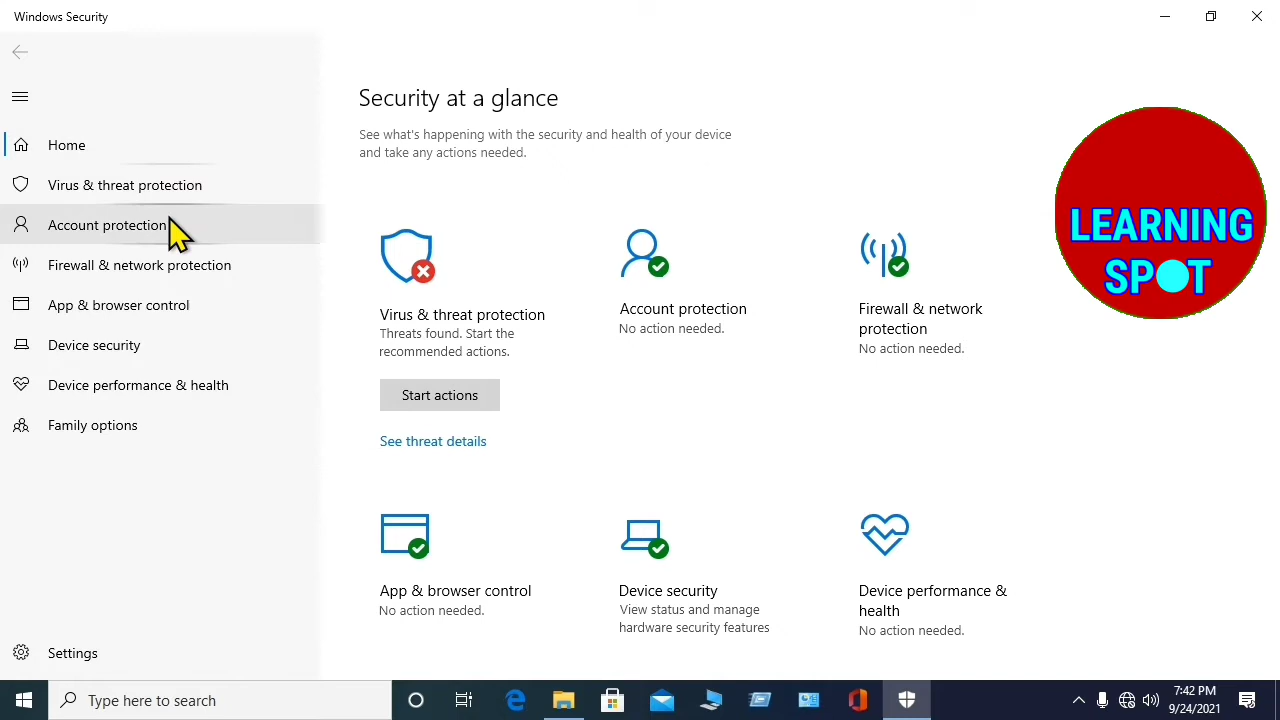 Windows Security
Home
Virus & threat protection
Account protection
Firewall & network protection
App & browser control
Device security
Device performance & health
Family options
Settings
Security at a glance
See what's happening with the security and health of your device
and take any actions needed.
Virus & threat protection
Threats found. Start the
recommended actions.
Start actions
See threat details
Account protection
No action needed.
Firewall & network
protection
No action needed.
App & browser control
No action needed.
Device security
View status and manage
hardware security features
Device performance &
health
No action needed.
LEARNING
SPOT
Type here to search
7:42 PM
9/24/2021